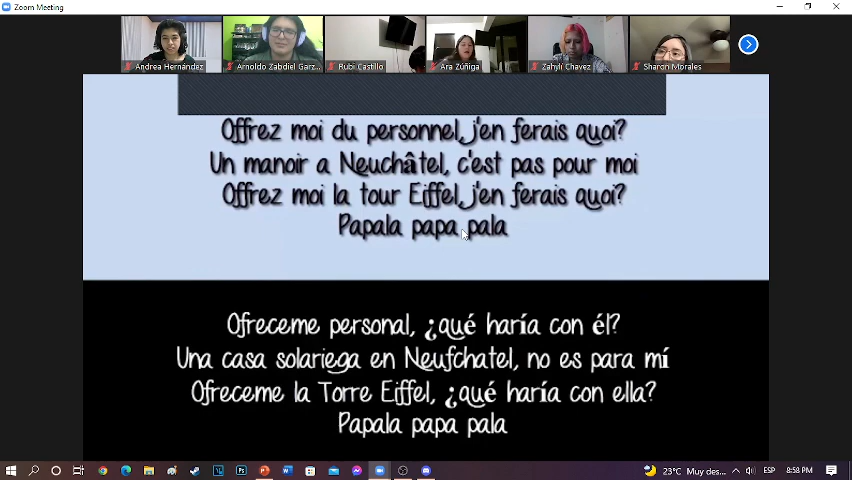 Zoom Meeting
Andrea Hernández
Arnoldo Zabdiel Garz...
Rubi Castillo
Ara Zúñiga
Zahyli Chavez
Sharon Morales
Offrez moi du personnel, j'en ferais quoi?
Un manoir a Neuchâtel, c'est pas pour moi
Offrez moi la tour Eiffel, j'en ferais quoi?
Papala papa pala
Ofreceme personal, ¿qué haría con él?
Una casa solariega en Neufchatel, no es para mí
Ofreceme la Torre Eiffel, ¿qué haría con ella?
Papala papa pala
23°C Muy des... ESP 8:58 PM